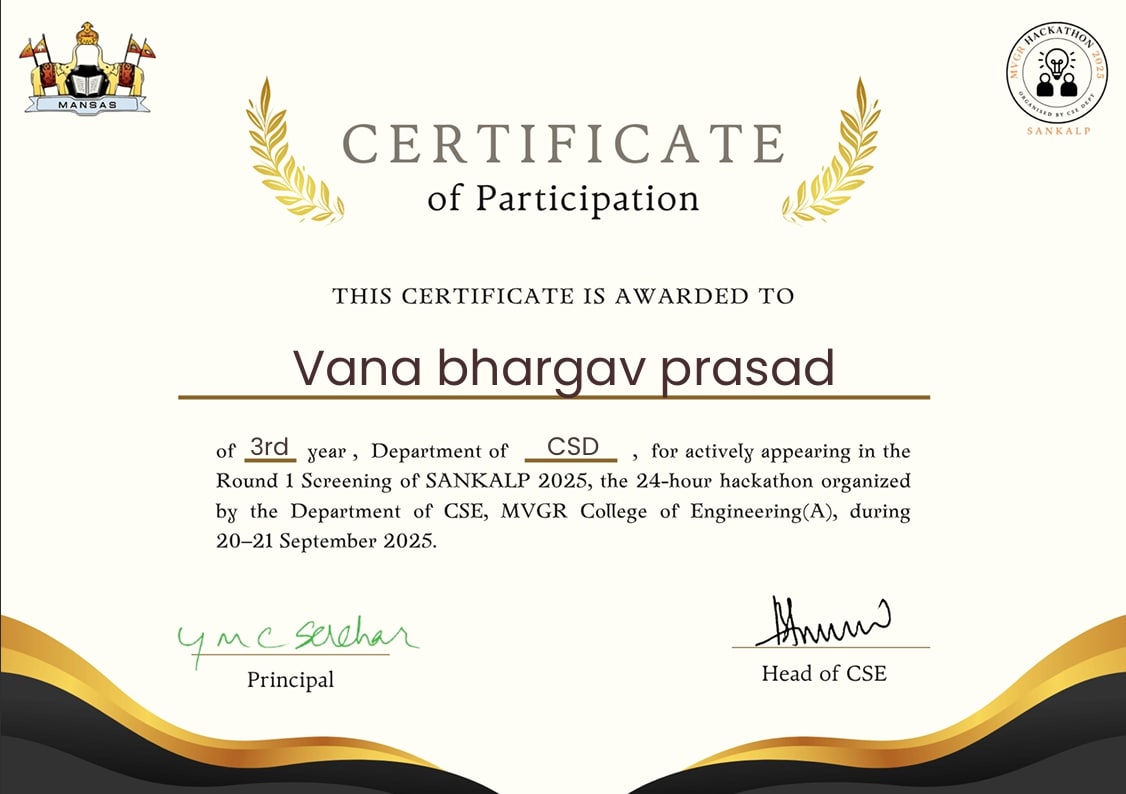 MANSAS
MVGR HACKATHON 2025
ORGANISED BY CSE DEPT
SANKALP
CERTIFICATE
of Participation
THIS CERTIFICATE IS AWARDED TO
Vana bhargav prasad
of 3rd year , Department of CSD , for actively appearing in the
Round 1 Screening of SANKALP 2025, the 24-hour hackathon organized
by the Department of CSE, MVGR College of Engineering(A), during
20–21 September 2025.
Principal
Head of CSE